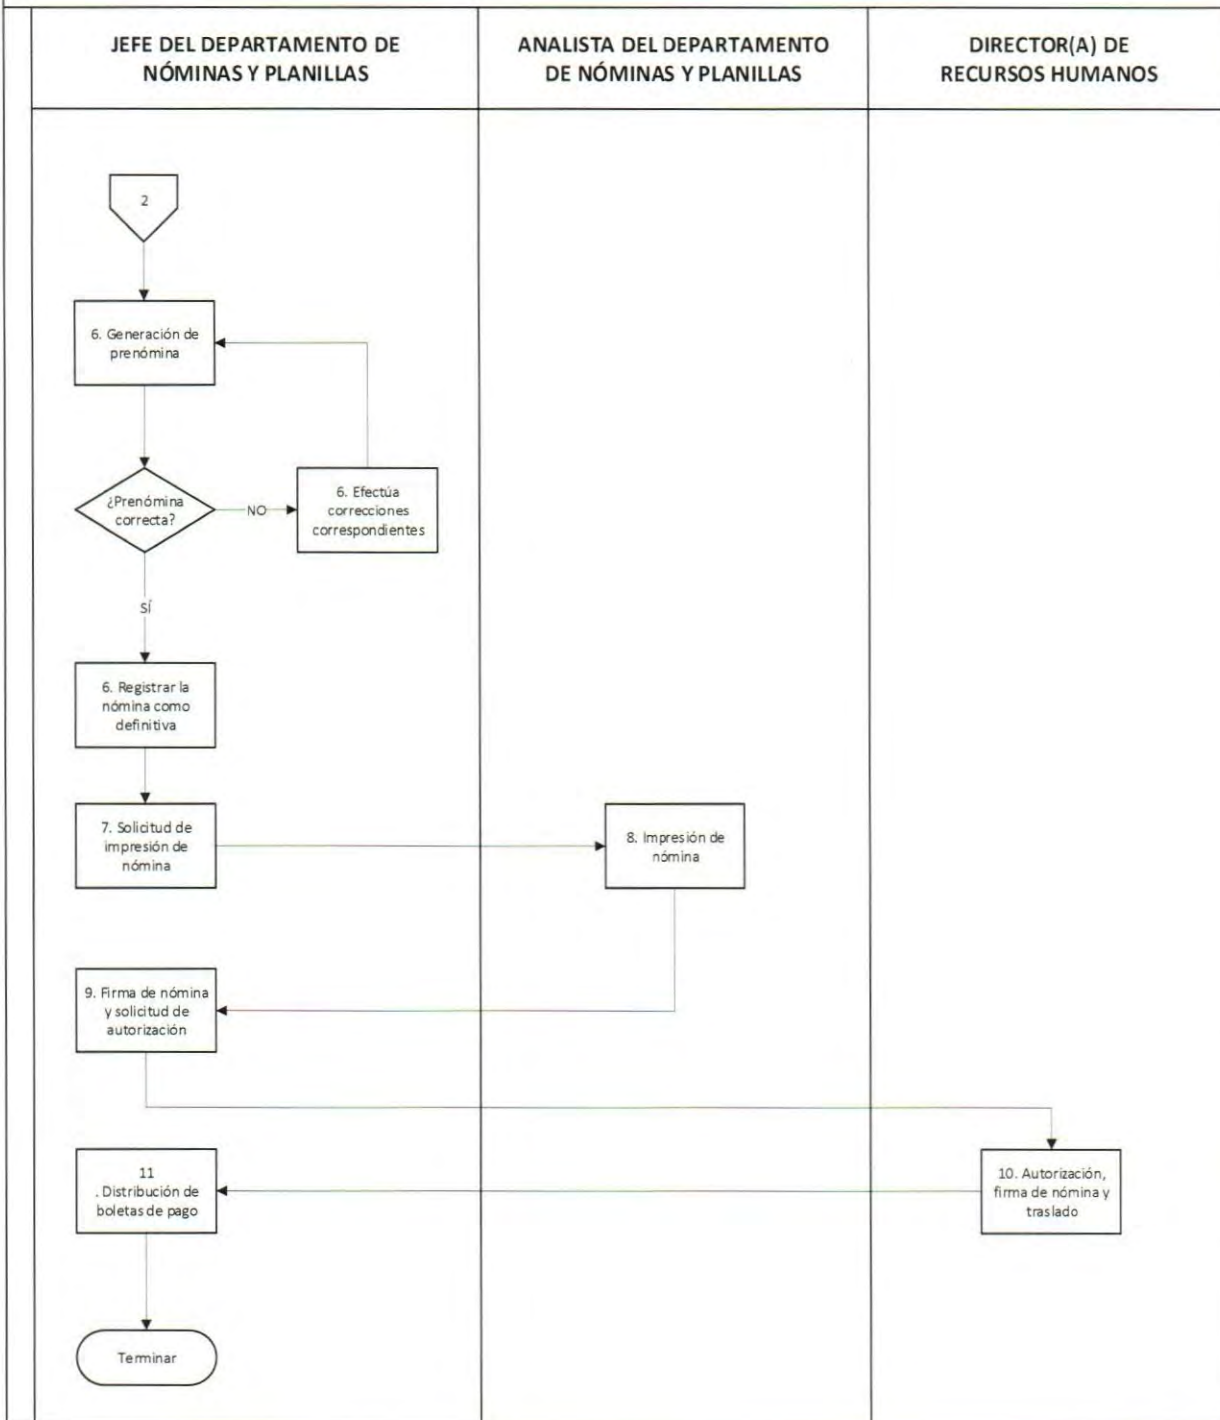 JEFE DEL DEPARTAMENTO DE
NÓMINAS Y PLANILLAS
ANALISTA DEL DEPARTAMENTO
DE NÓMINAS Y PLANILLAS
DIRECTOR(A) DE
RECURSOS HUMANOS
2
6. Generación de
prenómina
¿Prenómina
correcta?
NO
6. Efectúa
correcciones
correspondientes
SÍ
6. Registrar la
nómina como
definitiva
7. Solicitud de
impresión de
nómina
8. Impresión de
nómina
9. Firma de nómina
y solicitud de
autorización
10. Autorización,
firma de nómina y
traslado
11
. Distribución de
boletas de pago
Terminar